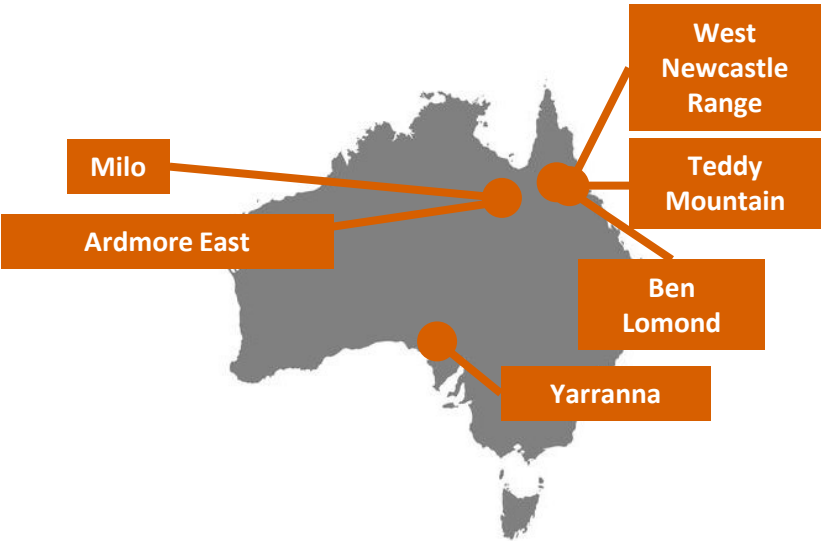 West
Newcastle
Range
Milo
Teddy
Mountain
Ardmore East
Ben
Lomond
Yarranna